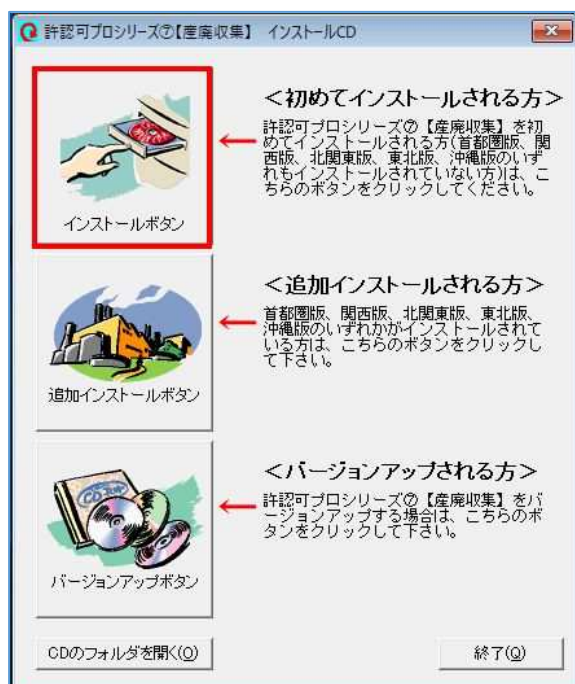 許認可プロシリーズ⑦【産廃収集】 インストールCD
＜初めてインストールされる方＞
許認可プロシリーズ⑦【産廃収集】を初
めてインストールされる方(首都圏版、関
西版、北関東版、東北版、沖縄版のいず
れもインストールされていない方)は、こ
ちらのボタンをクリックしてください。
インストールボタン
＜追加インストールされる方＞
首都圏版、関西版、北関東版、東北版、
沖縄版のいずれかがインストールされて
いる方は、こちらのボタンをクリックし
て下さい。
追加インストールボタン
＜バージョンアップされる方＞
許認可プロシリーズ⑦【産廃収集】をバ
ージョンアップする場合は、こちらのボ
タンをクリックして下さい。
バージョンアップボタン
CDのフォルダを開く(O)
終了(Q)